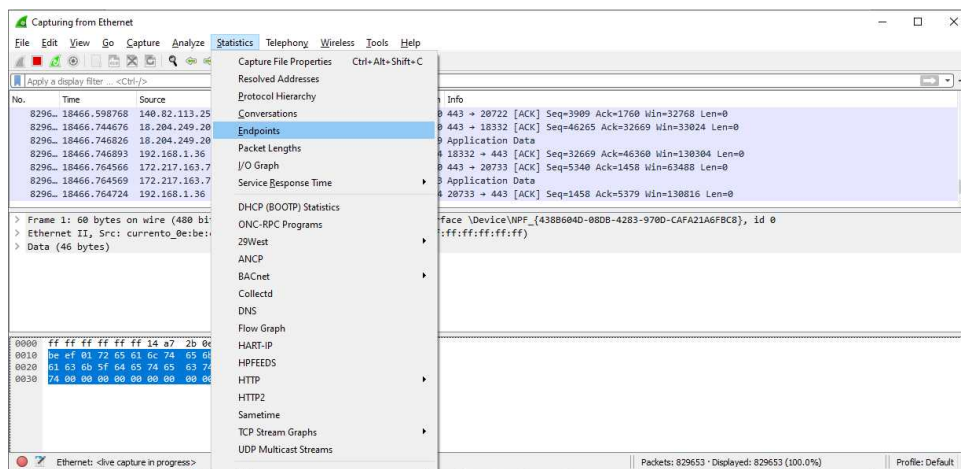 Capturing from Ethernet
File Edit View Go Capture Analyze Statistics Telephony Wireless Tools Help
Apply a display filter ... <Ctrl-/>
No. Time Source Info
8296… 18466.598768 140.82.113.25 443 → 20722 [ACK] Seq=3909 Ack=1760 Win=32768 Len=0
8296… 18466.744676 18.204.249.20 443 → 18332 [ACK] Seq=46265 Ack=32669 Win=33024 Len=0
8296… 18466.746826 18.204.249.20 Application Data
8296… 18466.746893 192.168.1.36 18332 → 443 [ACK] Seq=32669 Ack=46360 Win=130304 Len=0
8296… 18466.764566 172.217.163.7 443 → 20733 [ACK] Seq=5340 Ack=1458 Win=63488 Len=0
8296… 18466.764569 172.217.163.7 Application Data
8296… 18466.764724 192.168.1.36 20733 → 443 [ACK] Seq=1458 Ack=5379 Win=130816 Len=0
Capture File Properties Ctrl+Alt+Shift+C
Resolved Addresses
Protocol Hierarchy
Conversations
Endpoints
Packet Lengths
I/O Graph
Service Response Time
DHCP (BOOTP) Statistics
ONC-RPC Programs
29West
ANCP
BACnet
Collectd
DNS
Flow Graph
HART-IP
HPFEEDS
HTTP
HTTP2
Sametime
TCP Stream Graphs
UDP Multicast Streams
> Frame 1: 60 bytes on wire (480 bi rface \Device\NPF_{438B604D-08DB-4283-970D-CAFA21A6FBC8}, id 0
> Ethernet II, Src: currento_0e:be: :ff:ff:ff:ff:ff)
> Data (46 bytes)
0000 ff ff ff ff ff ff 14 a7 2b 0e
0010 be ef 01 72 65 61 6c 74 65 6b
0020 61 63 6b 5f 64 65 74 65 63 74
0030 74 00 00 00 00 00 00 00 00 00
Ethernet: <live capture in progress> Packets: 829653 · Displayed: 829653 (100.0%) Profile: Default